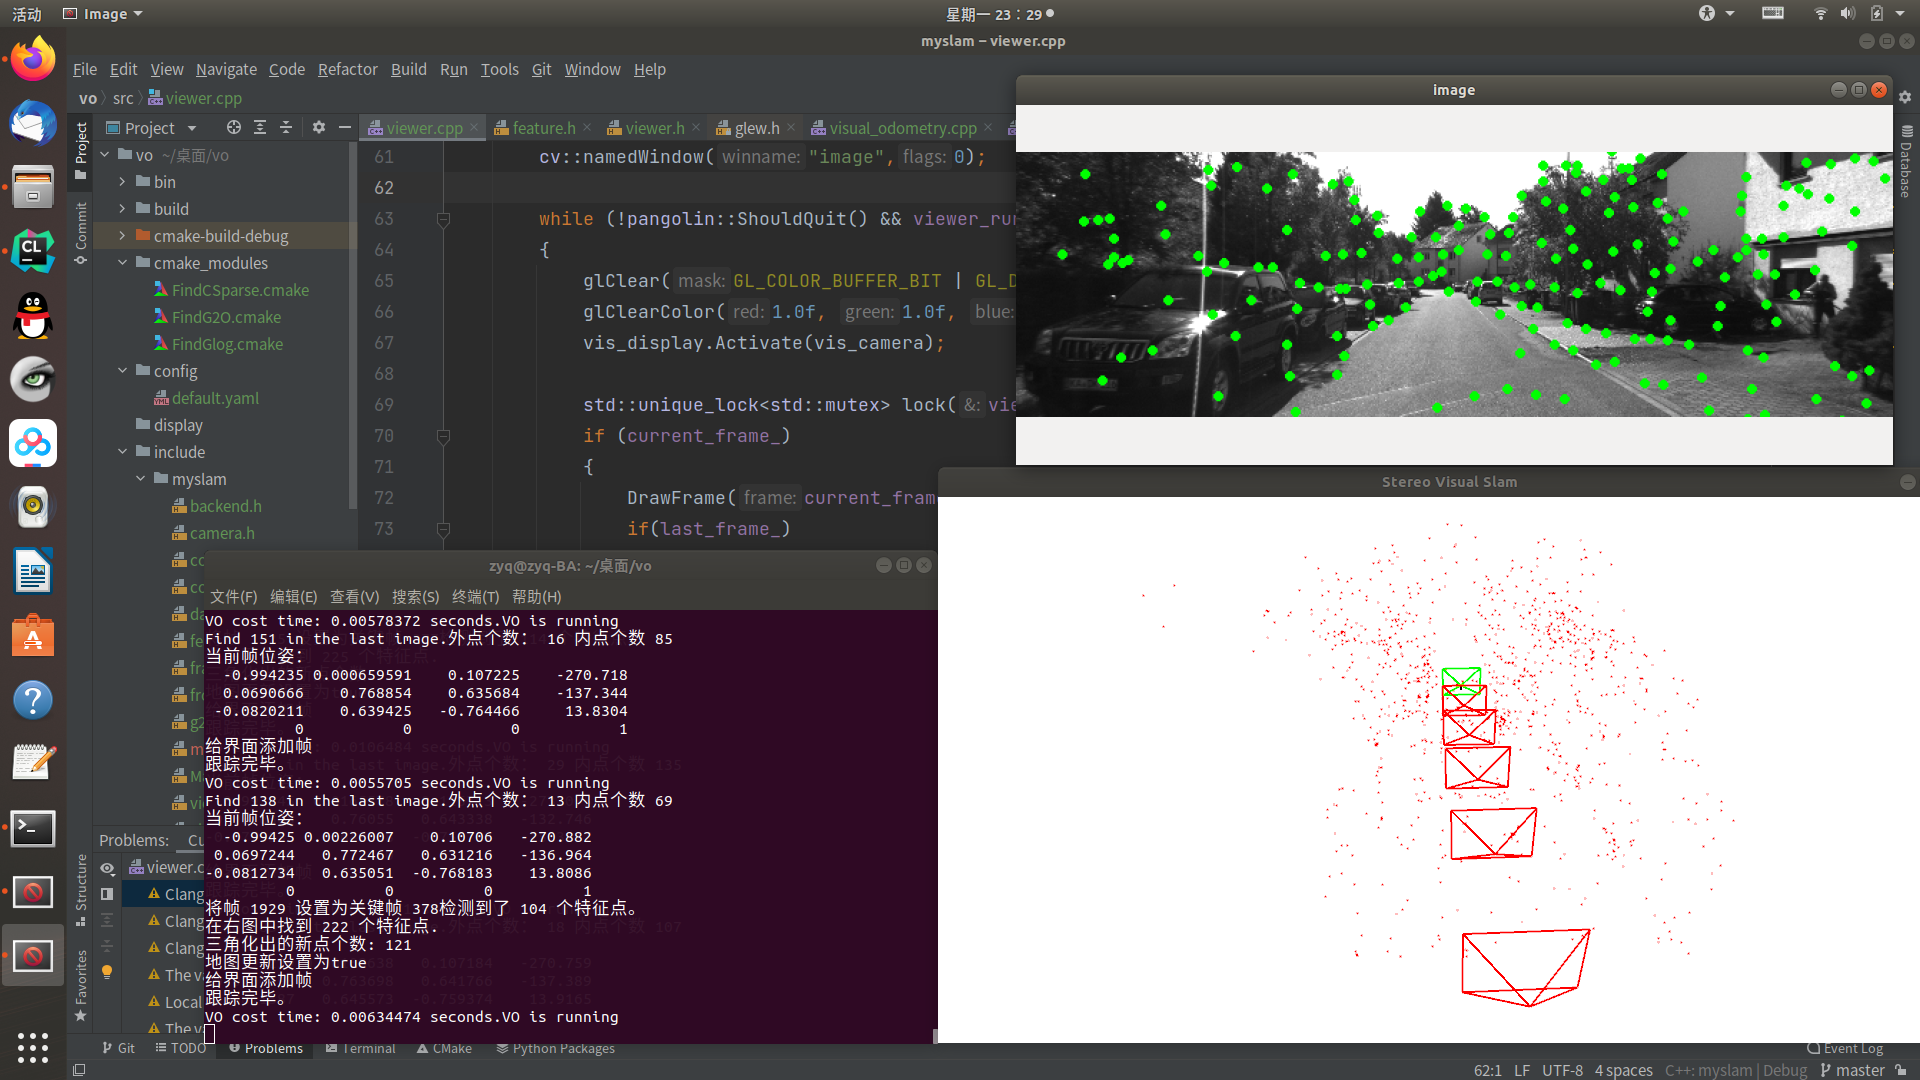 活动 Image 星期一 23：29
myslam – viewer.cpp
File Edit View Navigate Code Refactor Build Run Tools Git Window Help
vo src viewer.cpp
Project viewer.cpp feature.h viewer.h glew.h visual_odometry.cpp
Project
Commit
Structure
Favorites
Database
vo ~/桌面/vo
bin
build
cmake-build-debug
cmake_modules
FindCSparse.cmake
FindG2O.cmake
FindGlog.cmake
config
default.yaml
display
include
myslam
backend.h
camera.h
61 cv::namedWindow( winname: "image", flags: 0);
62
63 while (!pangolin::ShouldQuit() && viewer_ru
64 {
65 glClear( mask: GL_COLOR_BUFFER_BIT | GL_D
66 glClearColor( red: 1.0f, green: 1.0f, blue:
67 vis_display.Activate(vis_camera);
68
69 std::unique_lock<std::mutex> lock( &: vie
70 if (current_frame_)
71 {
72 DrawFrame( frame: current_fram
73 if(last_frame_)
image
Stereo Visual Slam
zyq@zyq-BA: ~/桌面/vo
文件(F) 编辑(E) 查看(V) 搜索(S) 终端(T) 帮助(H)
VO cost time: 0.00578372 seconds.VO is running
Find 151 in the last image.外点个数： 16 内点个数 85
当前帧位姿：
-0.994235 0.000659591 0.107225 -270.718
0.0690666 0.768854 0.635684 -137.344
-0.0820211 0.639425 -0.764466 13.8304
0 0 0 1
给界面添加帧
跟踪完毕。
VO cost time: 0.0055705 seconds.VO is running
Find 138 in the last image.外点个数： 13 内点个数 69
当前帧位姿：
-0.99425 0.00226007 0.10706 -270.882
0.0697244 0.772467 0.631216 -136.964
-0.0812734 0.635051 -0.768183 13.8086
0 0 0 1
将帧 1929 设置为关键帧 378检测到了 104 个特征点。
在右图中找到 222 个特征点.
三角化出的新点个数: 121
地图更新设置为true
给界面添加帧
跟踪完毕。
VO cost time: 0.00634474 seconds.VO is running
Problems: Cu
viewer.c
Clang
Clang
Clang
The v
Local
The v
Git TODO Problems Terminal CMake Python Packages Event Log
62:1 LF UTF-8 4 spaces C++: myslam | Debug master